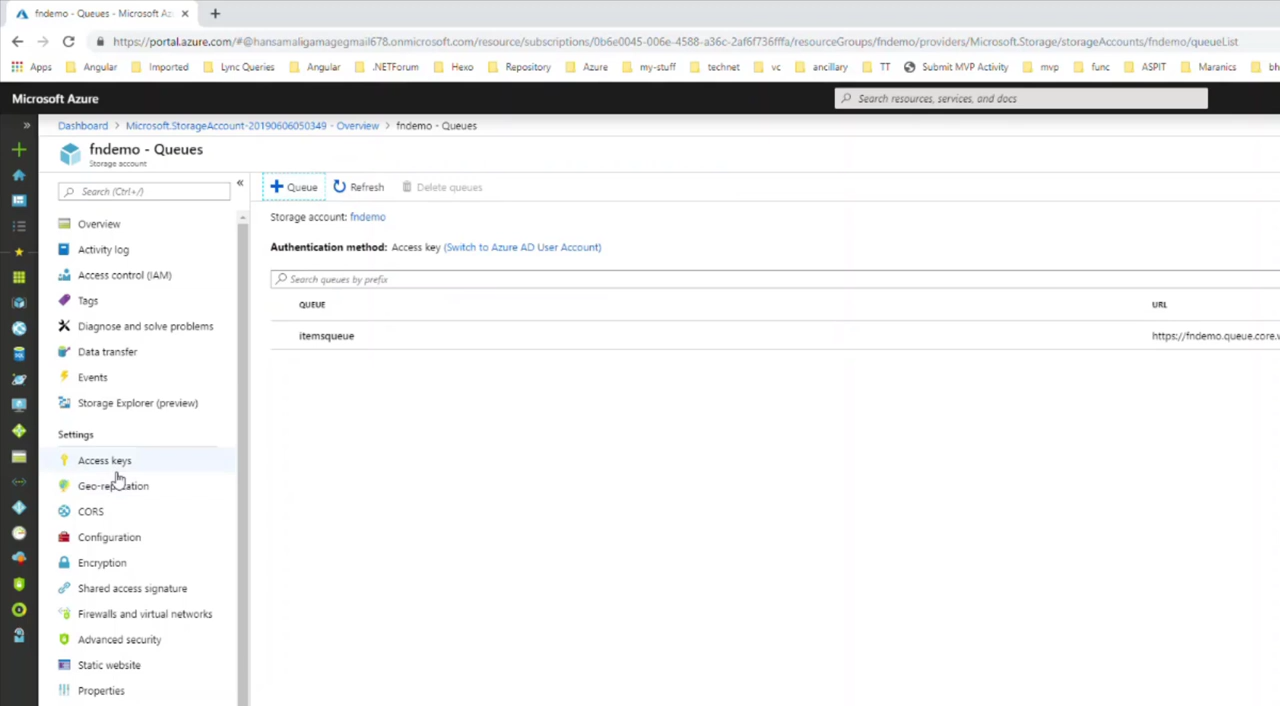 fndemo - Queues - Microsoft Az
https://portal.azure.com/#@hansamaligamagegmail678.onmicrosoft.com/resource/subscriptions/0b6e0045-006e-4588-a36c-2af6f736fffa/resourceGroups/fndemo/providers/Microsoft.Storage/storageAccounts/fndemo/queueList
Apps Angular Imported Lync Queries Angular .NETForum Hexo Repository Azure my-stuff technet vc ancillary TT Submit MVP Activity mvp func ASPIT Maranics bh
Microsoft Azure Search resources, services, and docs
Dashboard > Microsoft.StorageAccount-20190606050349 - Overview > fndemo - Queues
fndemo - Queues
Storage account
Search (Ctrl+/)
Overview
Activity log
Access control (IAM)
Tags
Diagnose and solve problems
Data transfer
Events
Storage Explorer (preview)
Settings
Access keys
CORS
Configuration
Encryption
Shared access signature
Firewalls and virtual networks
Advanced security
Static website
Properties
Queue Refresh Delete queues
Storage account: fndemo
Authentication method: Access key (Switch to Azure AD User Account)
Search queues by prefix
QUEUE URL
itemsqueue https://fndemo.queue.core.